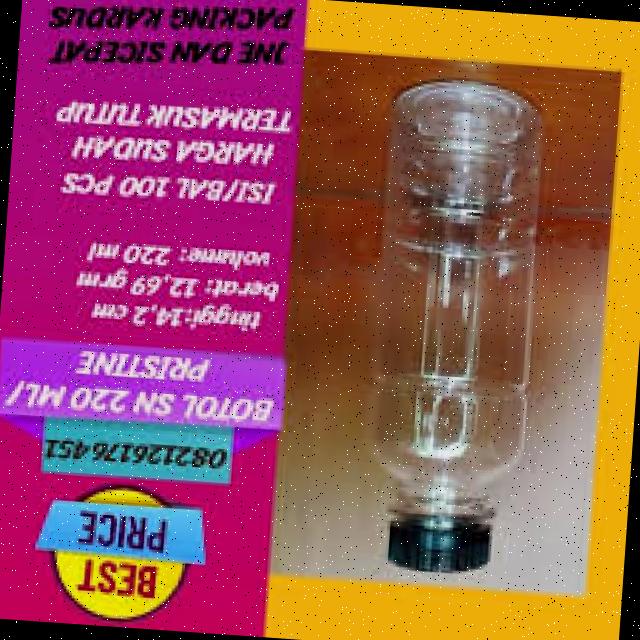 BEST
PRICE
082126176451
BOTOL SN 220 ML/
PRISTINE
tinggi:14,2 cm
berat: 12,69 grm
volume: 220 ml
ISI/BAL 100 PCS
HARGA SUDAH
TERMASUK TUTUP
JNE DAN SICEPAT
PACKING KARDUS